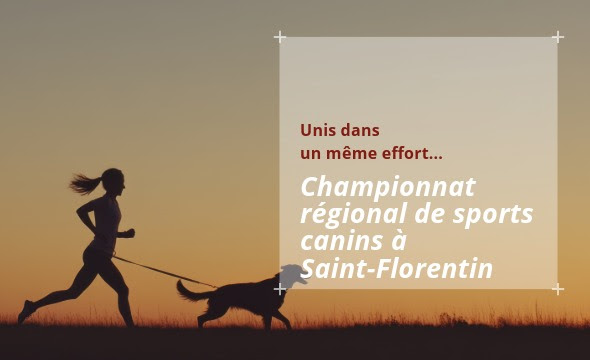 Unis dans
un même effort...
Championnat
régional de sports
canins à
Saint-Florentin